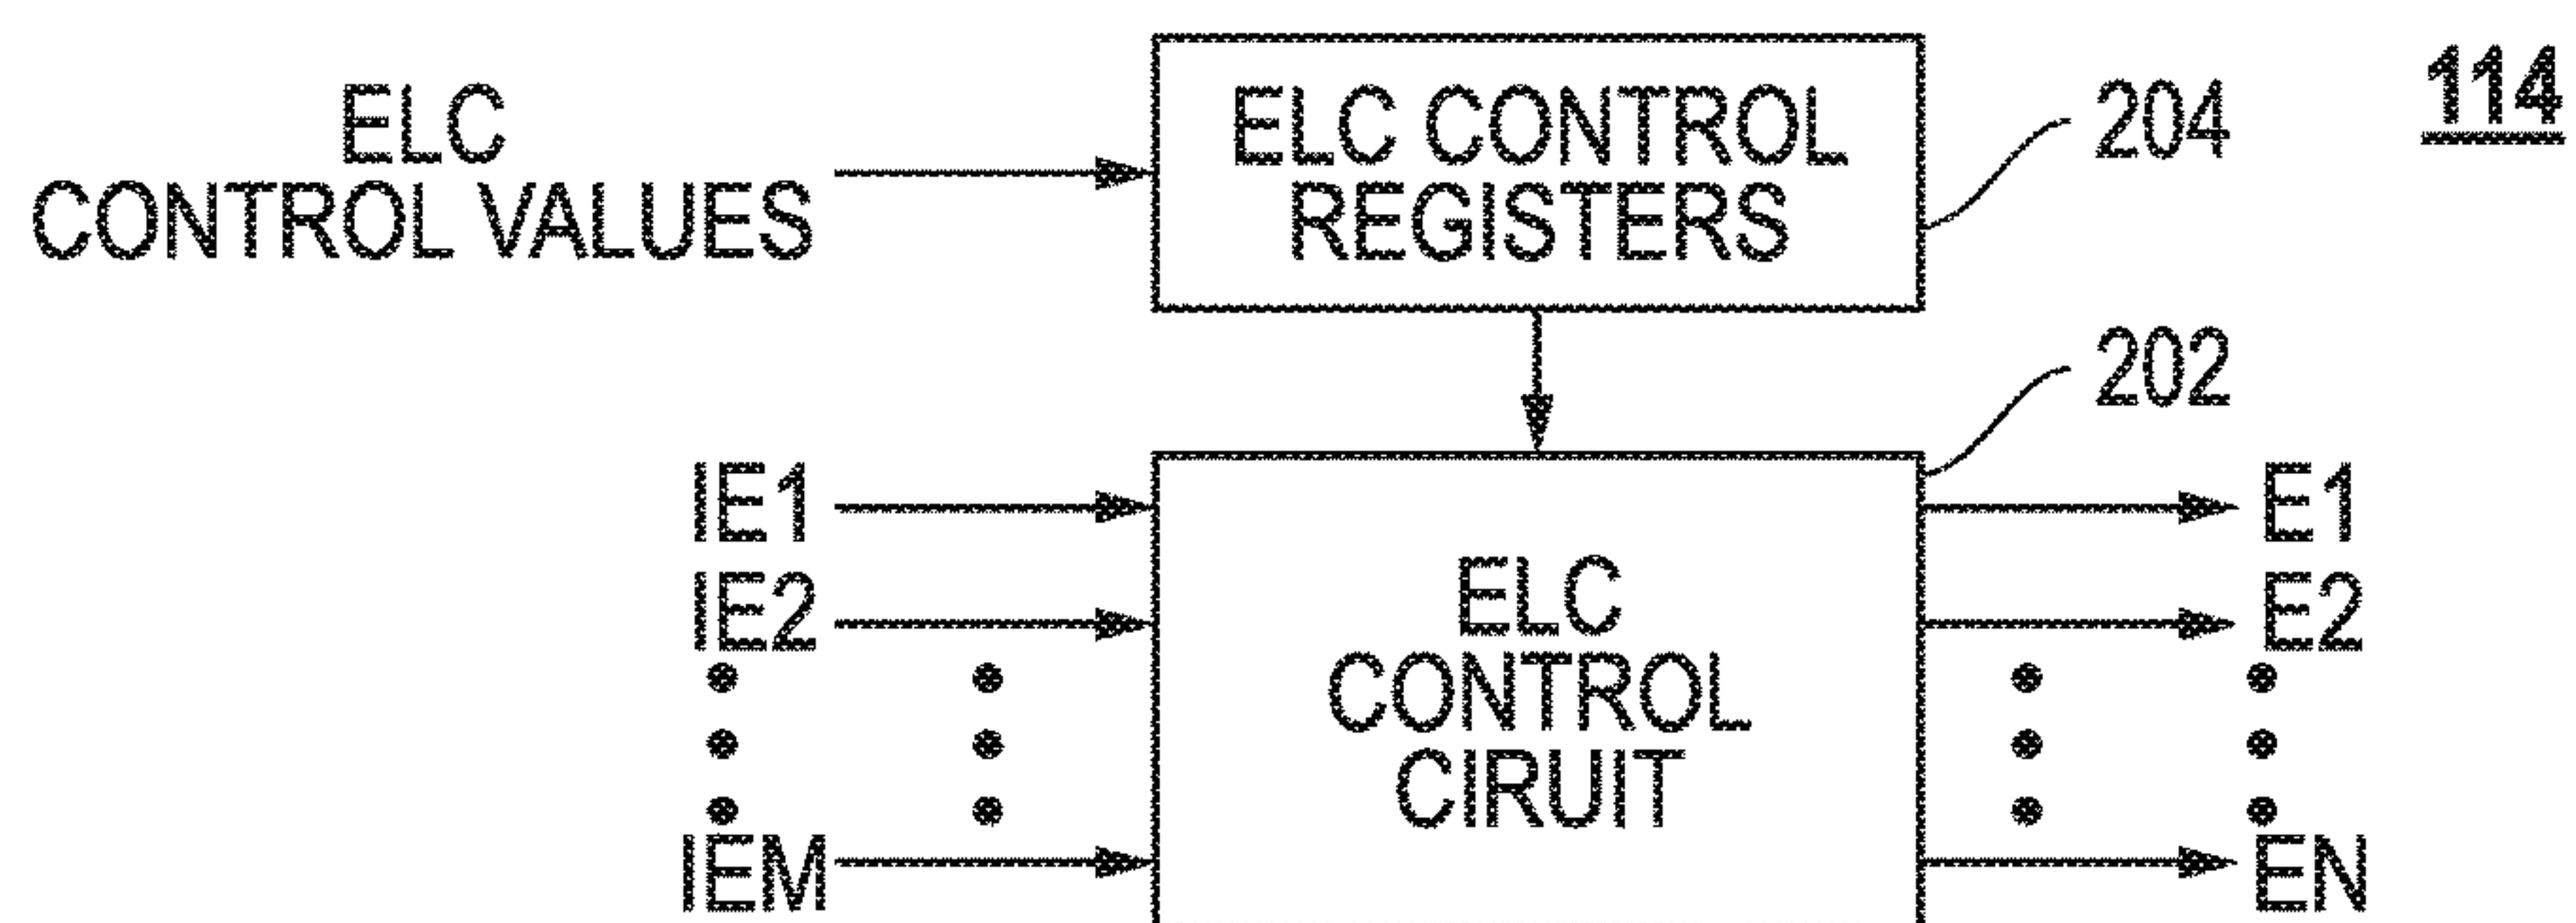 ELC
CONTROL VALUES
ELC CONTROL
REGISTERS
204
114
202
IE1
E1
IE2
E2
ELC
CONTROL
CIRUIT
IEM
EN